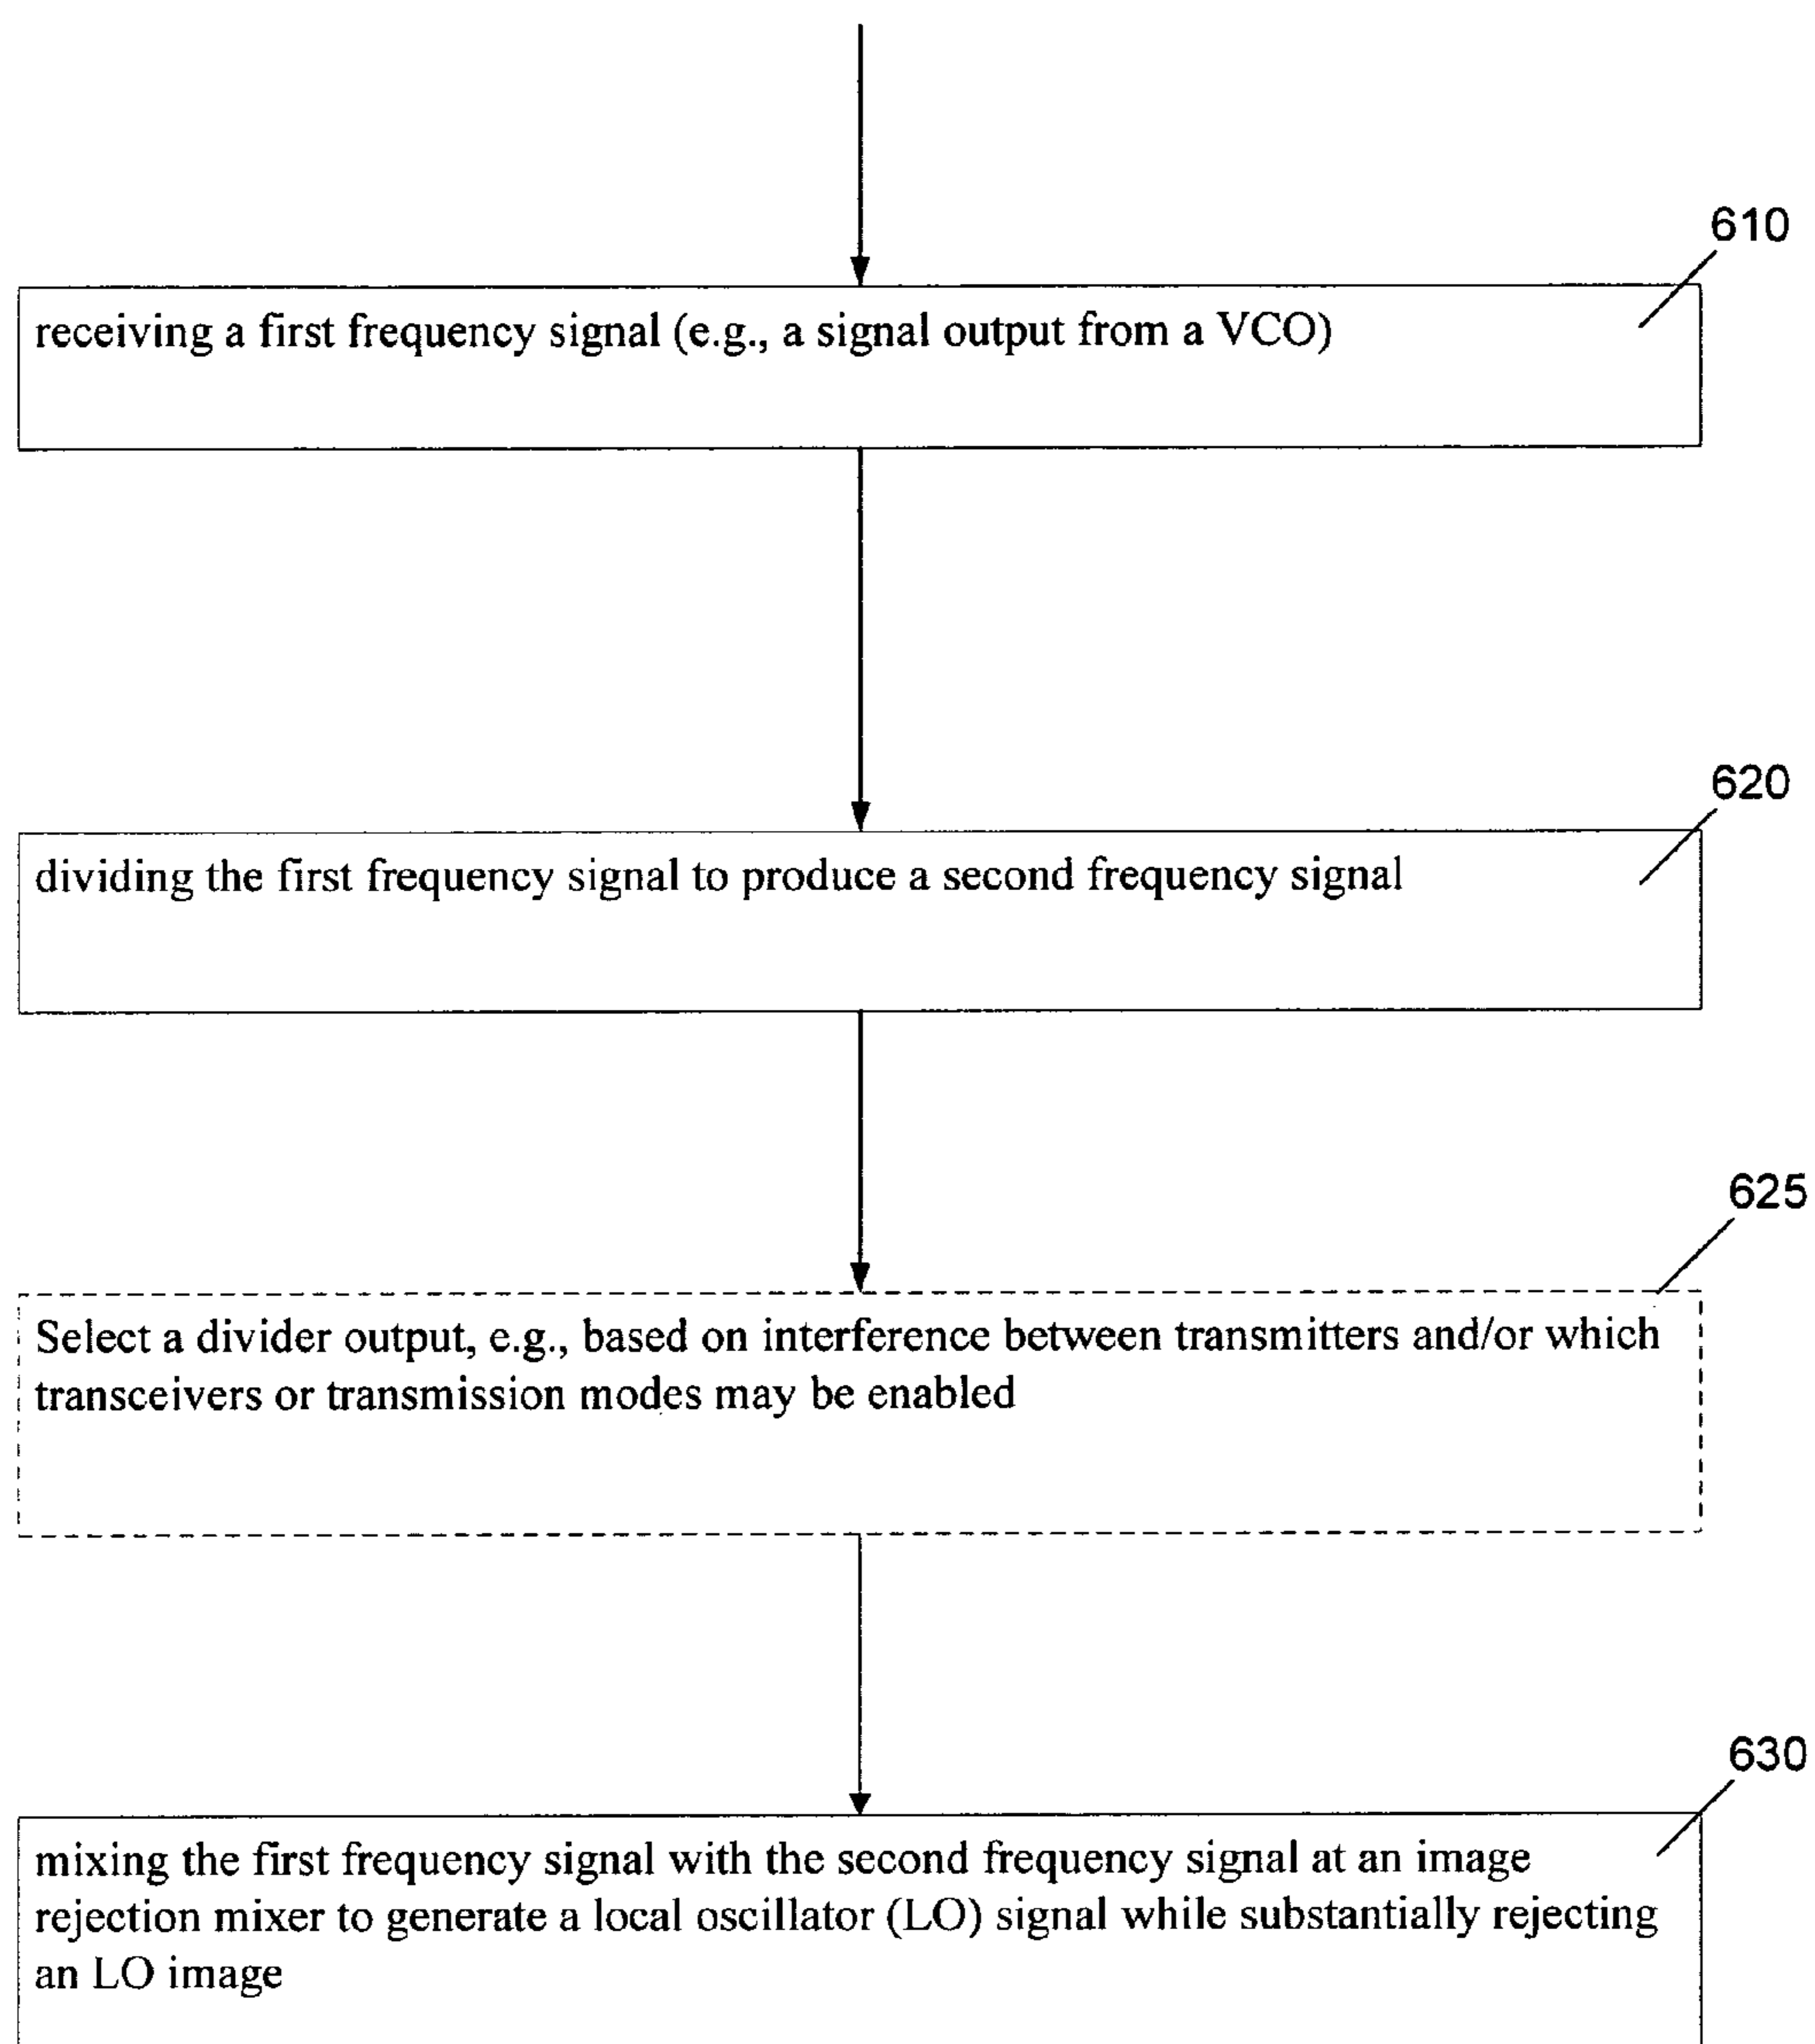 610
receiving a first frequency signal (e.g., a signal output from a VCO)
620
dividing the first frequency signal to produce a second frequency signal
625
Select a divider output, e.g., based on interference between transmitters and/or which
transceivers or transmission modes may be enabled
630
mixing the first frequency signal with the second frequency signal at an image
rejection mixer to generate a local oscillator (LO) signal while substantially rejecting
an LO image